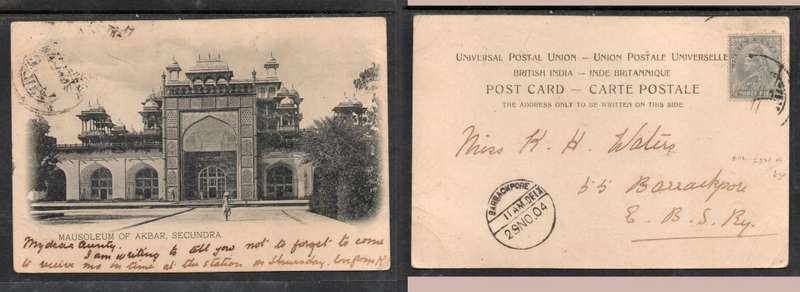 MAUSOLEUM OF AKBAR, SECUNDRA.
My dear Aunty.
I am writing to tell you not to forget to come
to receive me in time at the station on Thursday.
UNIVERSAL POSTAL UNION — UNION POSTALE UNIVERSELLE
BRITISH INDIA — INDE BRITANNIQUE
POST CARD — CARTE POSTALE
THE ADDRESS ONLY TO BE WRITTEN ON THIS SIDE
Miss K. H. Waters
55 Barrackpore
E. B. S. Ry.
BARRACKPORE
11 AM. DELY
29 NO. 04